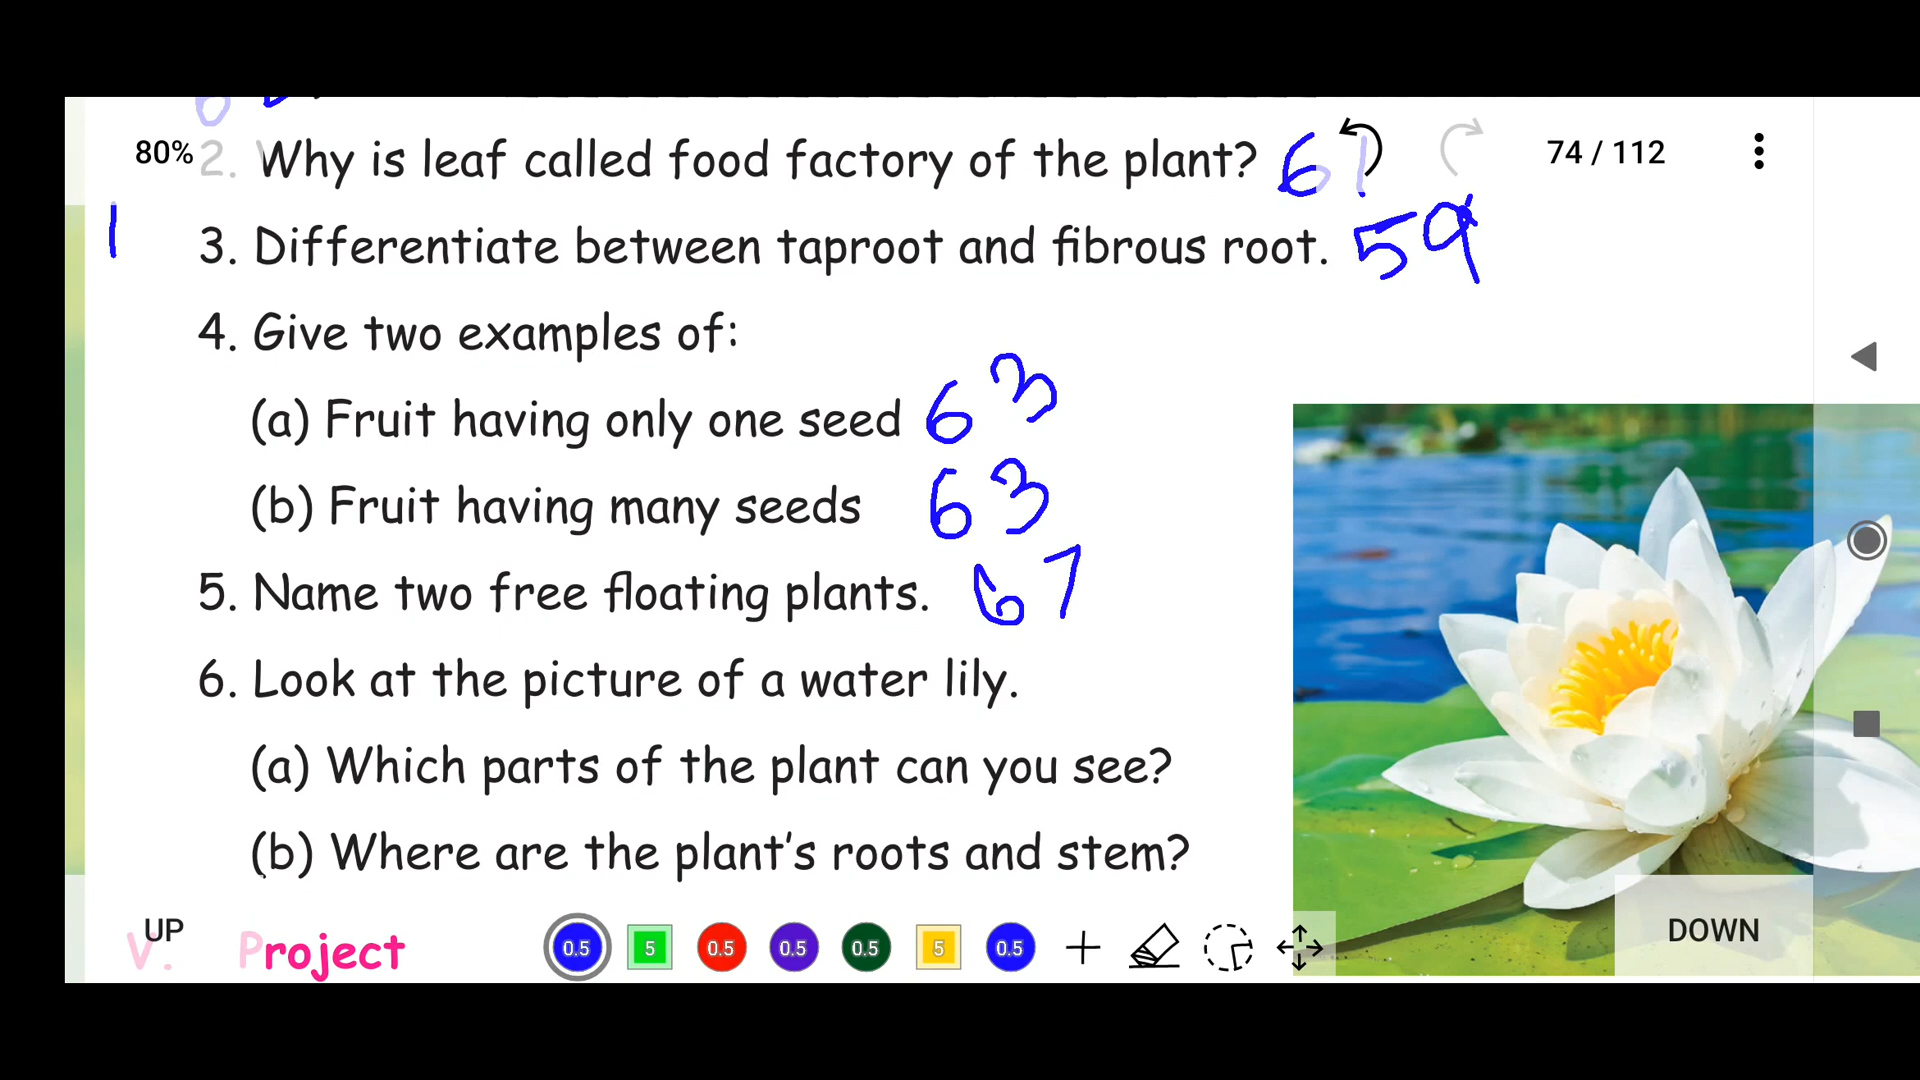 80% 2. Why is leaf called food factory of the plant? 61 74 / 112
1 3. Differentiate between taproot and fibrous root. 59
4. Give two examples of:
(a) Fruit having only one seed 63
(b) Fruit having many seeds 63
5. Name two free floating plants. 67
6. Look at the picture of a water lily.
(a) Which parts of the plant can you see?
(b) Where are the plant's roots and stem?
UP DOWN
V. Project 0.5 5 0.5 0.5 0.5 5 0.5